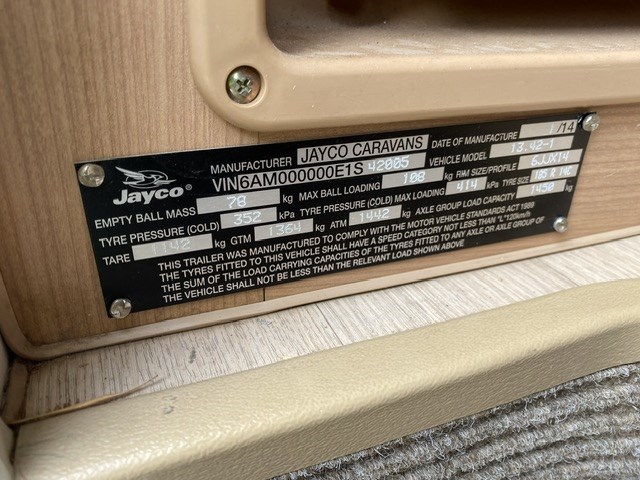 Jayco
MANUFACTURER JAYCO CARAVANS DATE OF MANUFACTURE /14
VIN 6AM000000E1S 42005 VEHICLE MODEL 13.42-1
EMPTY BALL MASS 78 kg MAX BALL LOADING 108 kg RIM SIZE/PROFILE 6JJX14
TYRE PRESSURE (COLD) 352 kPa TYRE PRESSURE (COLD) MAX LOADING 414 kPa TYRE SIZE 185 R 14C
TARE 1142 kg GTM 1364 kg ATM 1442 kg AXLE GROUP LOAD CAPACITY 1450 kg
THIS TRAILER WAS MANUFACTURED TO COMPLY WITH THE MOTOR VEHICLE STANDARDS ACT 1989
THE TYRES FITTED TO THIS VEHICLE SHALL HAVE A SPEED CATEGORY NOT LESS THAN "L" 120km/h
THE SUM OF THE LOAD CARRYING CAPACITIES OF THE TYRES FITTED TO ANY AXLE OR AXLE GROUP OF
THE VEHICLE SHALL NOT BE LESS THAN THE RELEVANT LOAD SHOWN ABOVE